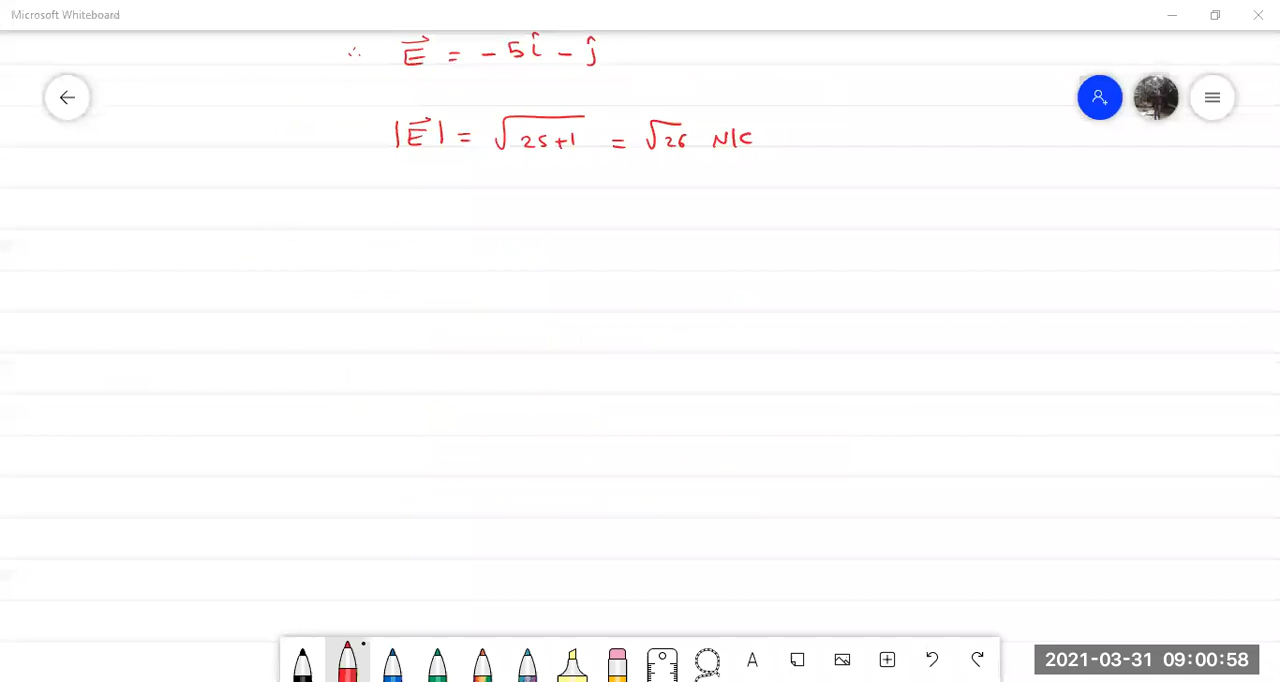 Microsoft Whiteboard
∴ E⃗ = - 5î - ĵ
|E⃗| = √25+1 = √26 N/C
A
2021-03-31 09:00:58